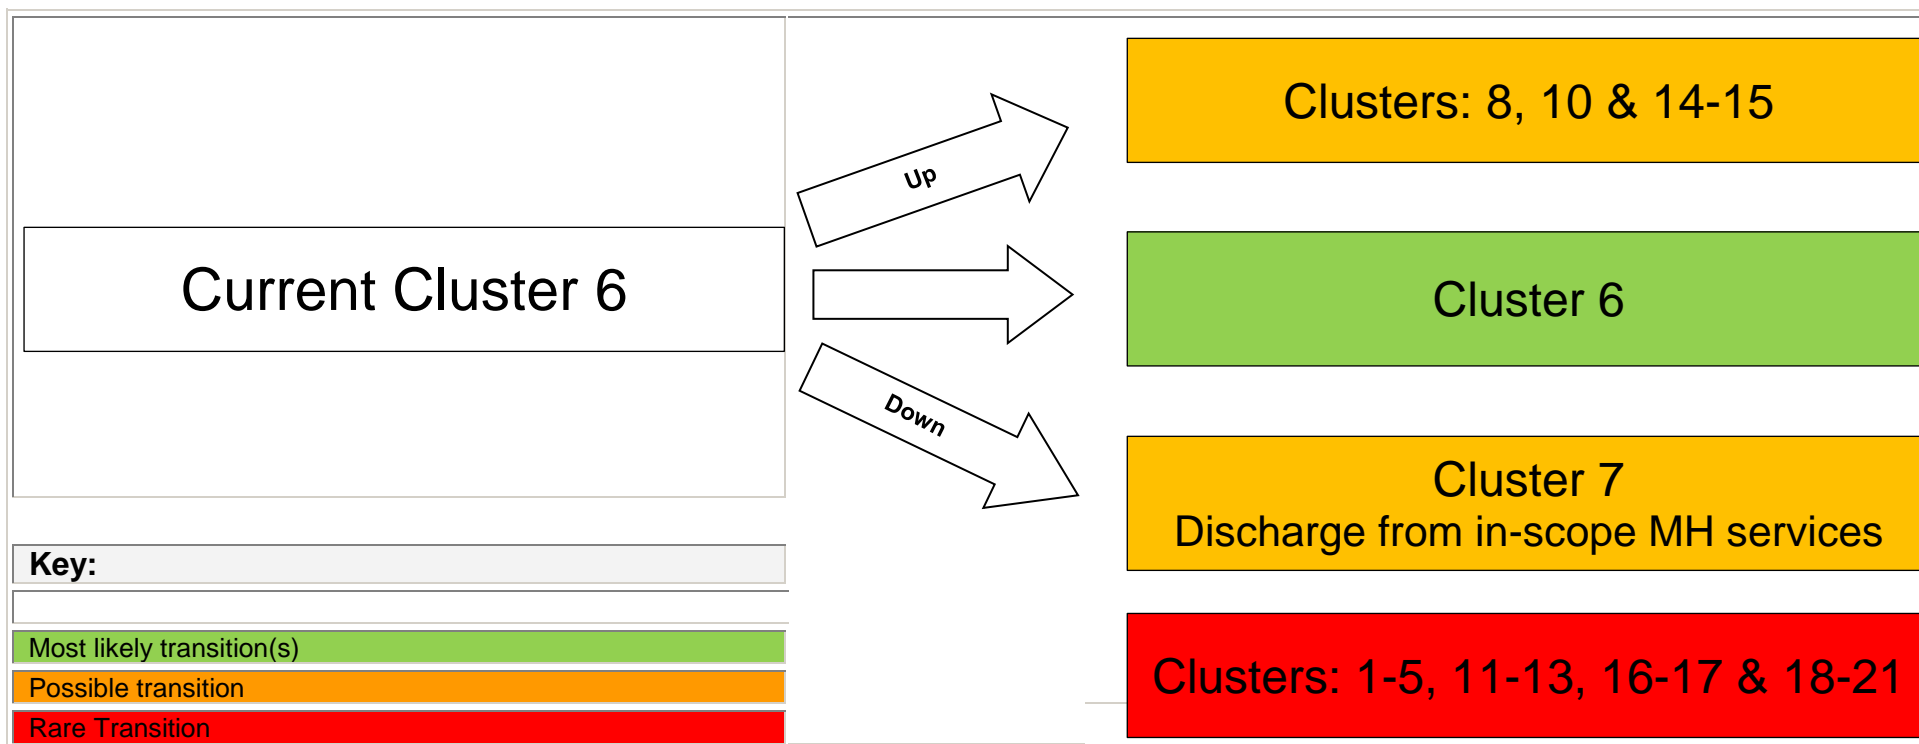 Current Cluster 6
Up
Down
Clusters: 8, 10 & 14-15
Cluster 6
Cluster 7
Discharge from in-scope MH services
Clusters: 1-5, 11-13, 16-17 & 18-21
Key:
Most likely transition(s)
Possible transition
Rare Transition